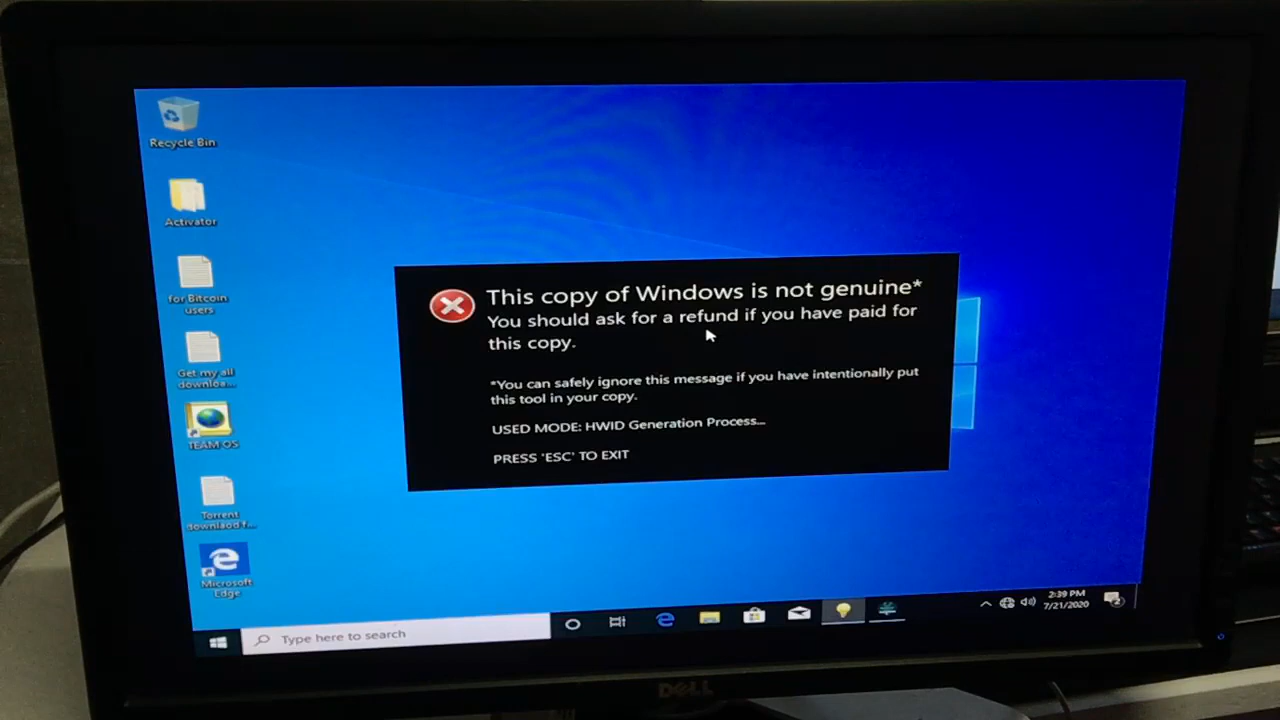 Recycle Bin
Activator
for Bitcoin
users
Get my all
downloa...
TEAM OS
Torrent
downlaod f...
Microsoft
Edge
This copy of Windows is not genuine*
You should ask for a refund if you have paid for
this copy.
*You can safely ignore this message if you have intentionally put
this tool in your copy.
USED MODE: HWID Generation Process...
PRESS 'ESC' TO EXIT
Type here to search
2:39 PM
7/21/2020
2
DELL